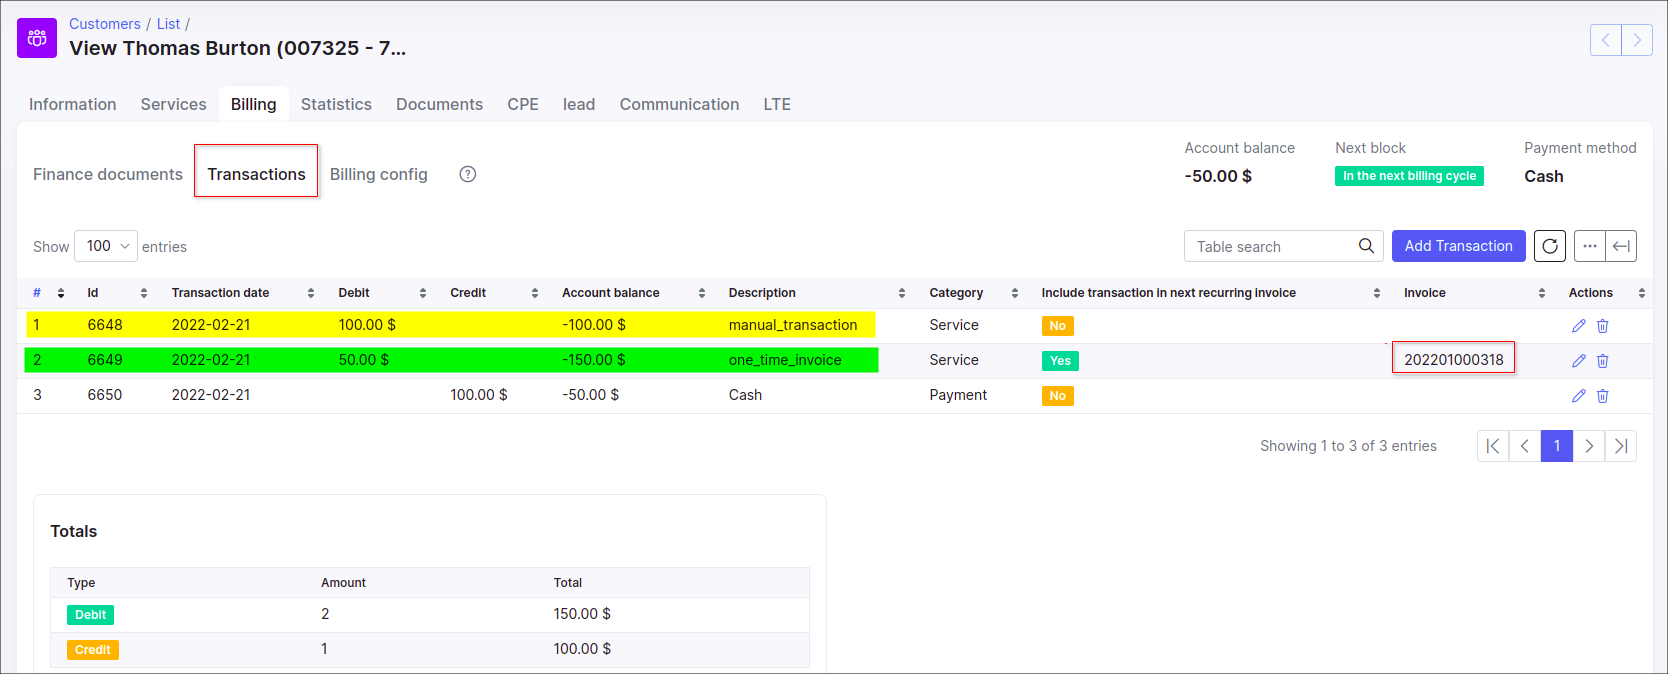 Customers / List /
View Thomas Burton (007325 - 7...
Information Services Billing Statistics Documents CPE lead Communication LTE
Finance documents Transactions Billing config ?
Account balance Next block Payment method
-50.00 $ In the next billing cycle Cash
Show 100 entries Table search Add Transaction ...
# Id Transaction date Debit Credit Account balance Description Category Include transaction in next recurring invoice Invoice Actions
1 6648 2022-02-21 100.00 $ -100.00 $ manual_transaction Service No
2 6649 2022-02-21 50.00 $ -150.00 $ one_time_invoice Service Yes 202201000318
3 6650 2022-02-21 100.00 $ -50.00 $ Cash Payment No
Showing 1 to 3 of 3 entries 1
Totals
Type Amount Total
Debit 2 150.00 $
Credit 1 100.00 $